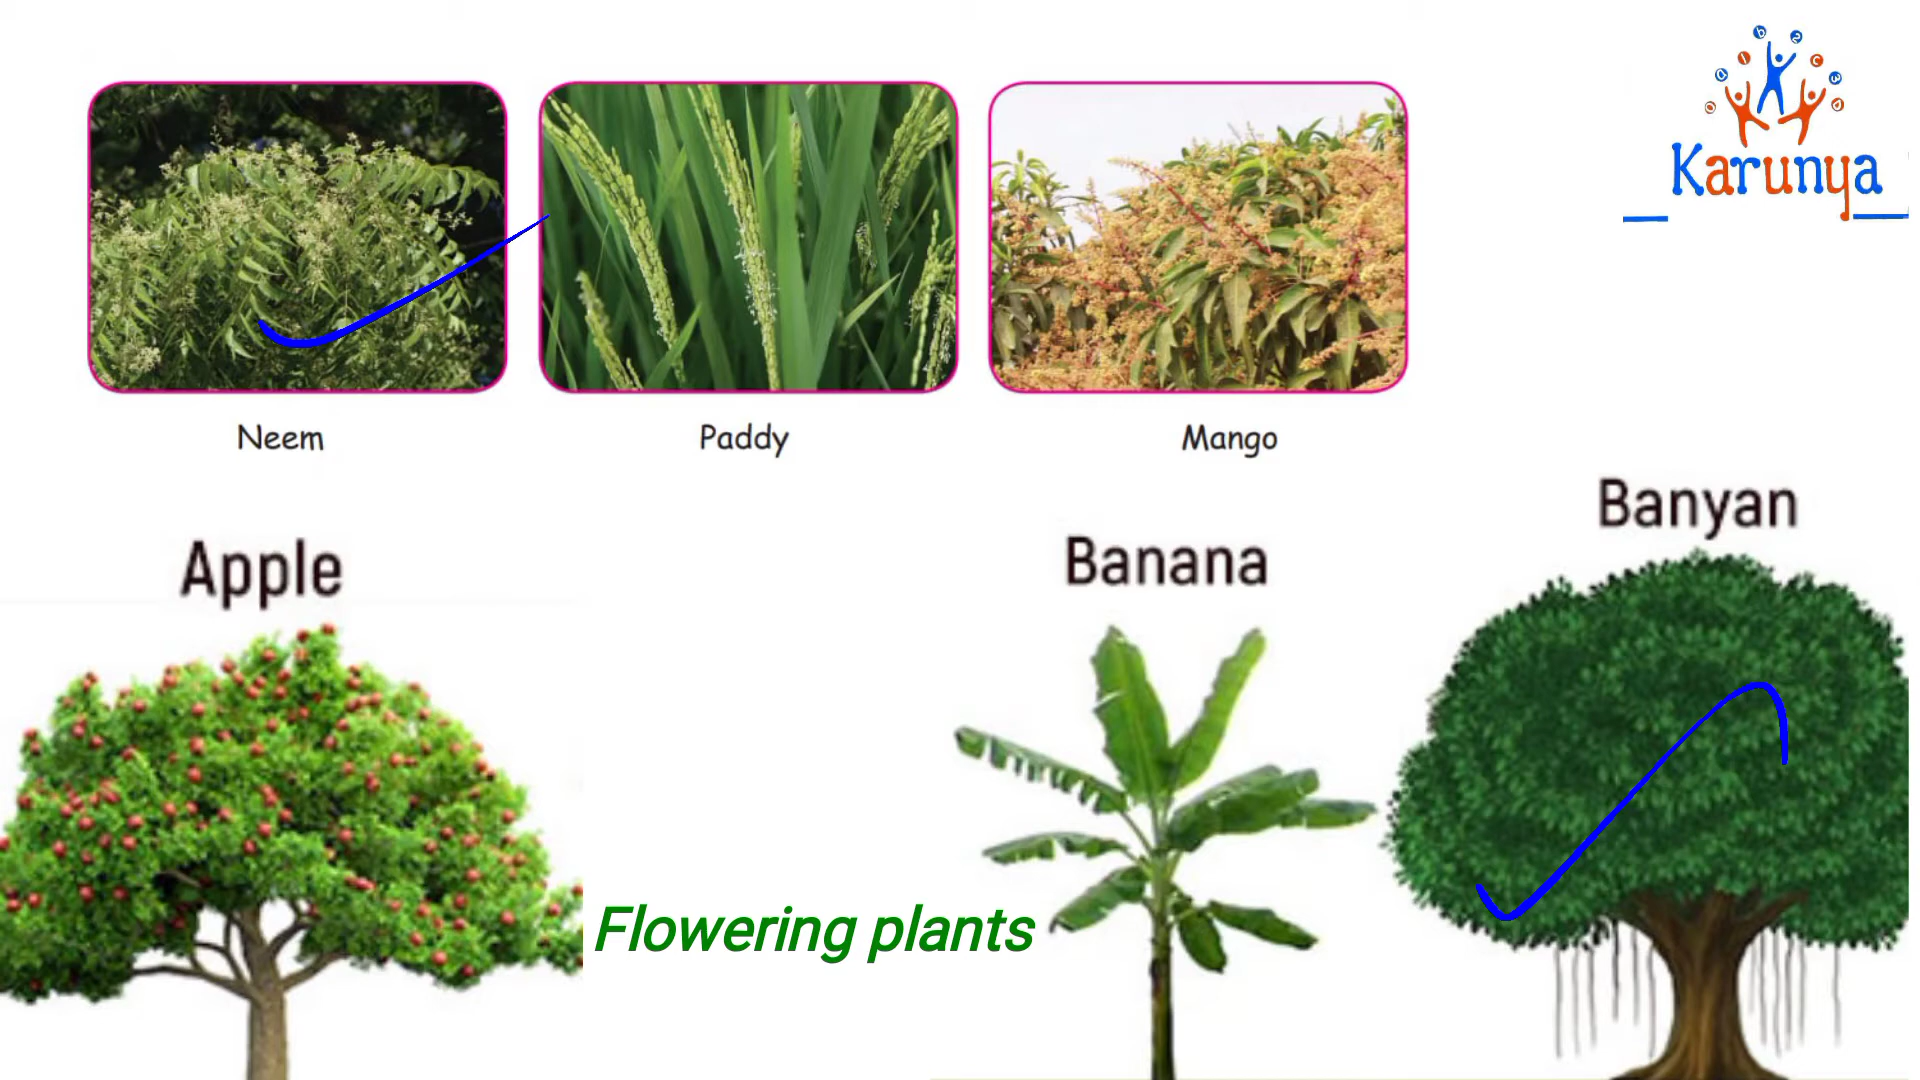 Karunya
Neem
Paddy
Mango
Banyan
Apple
Banana
Flowering plants